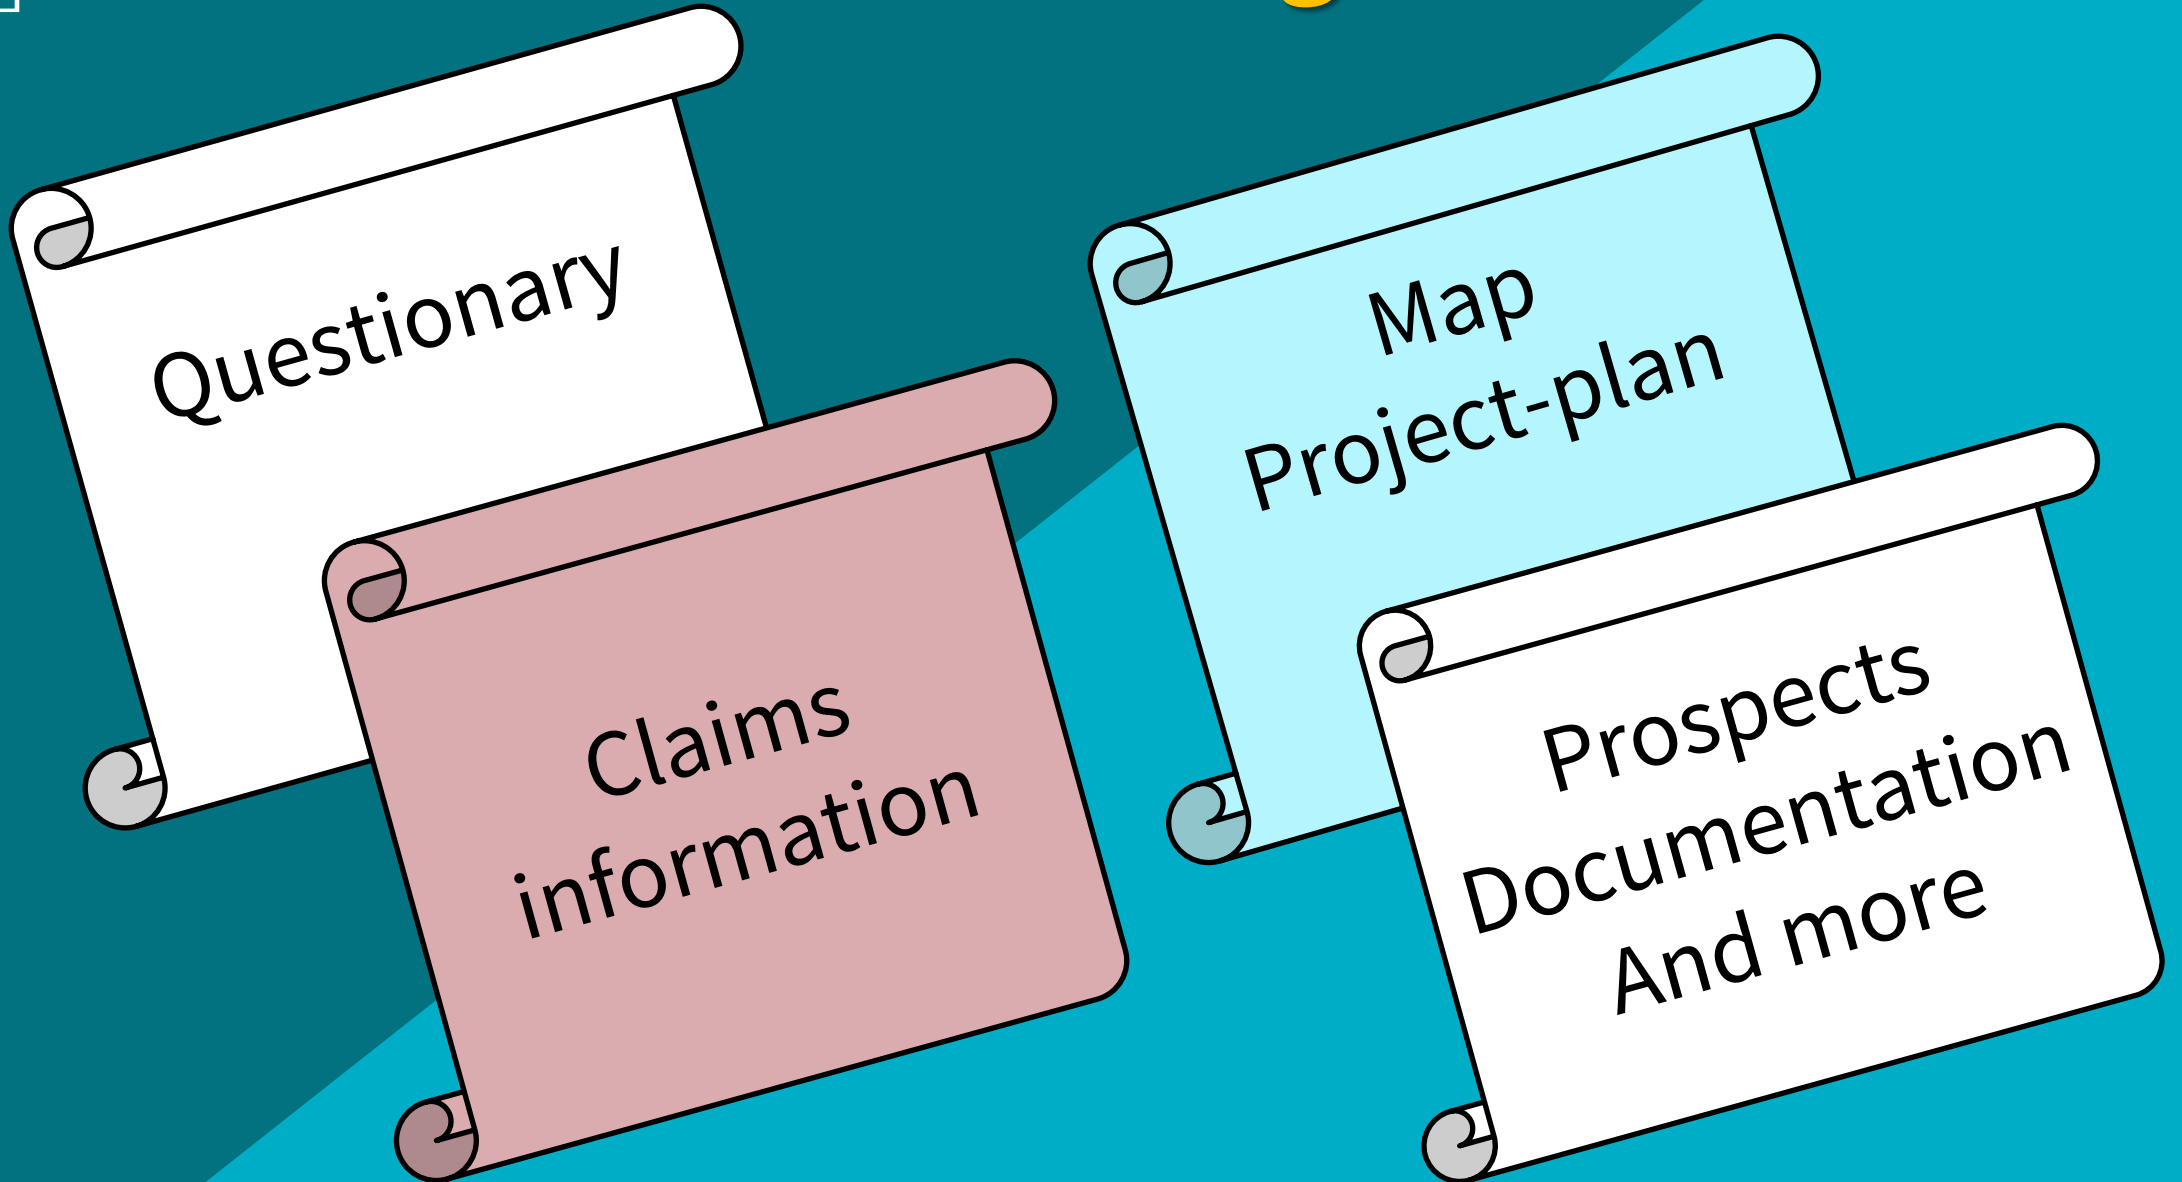 Questionary
Claims
information
Map
Project-plan
Prospects
Documentation
And more